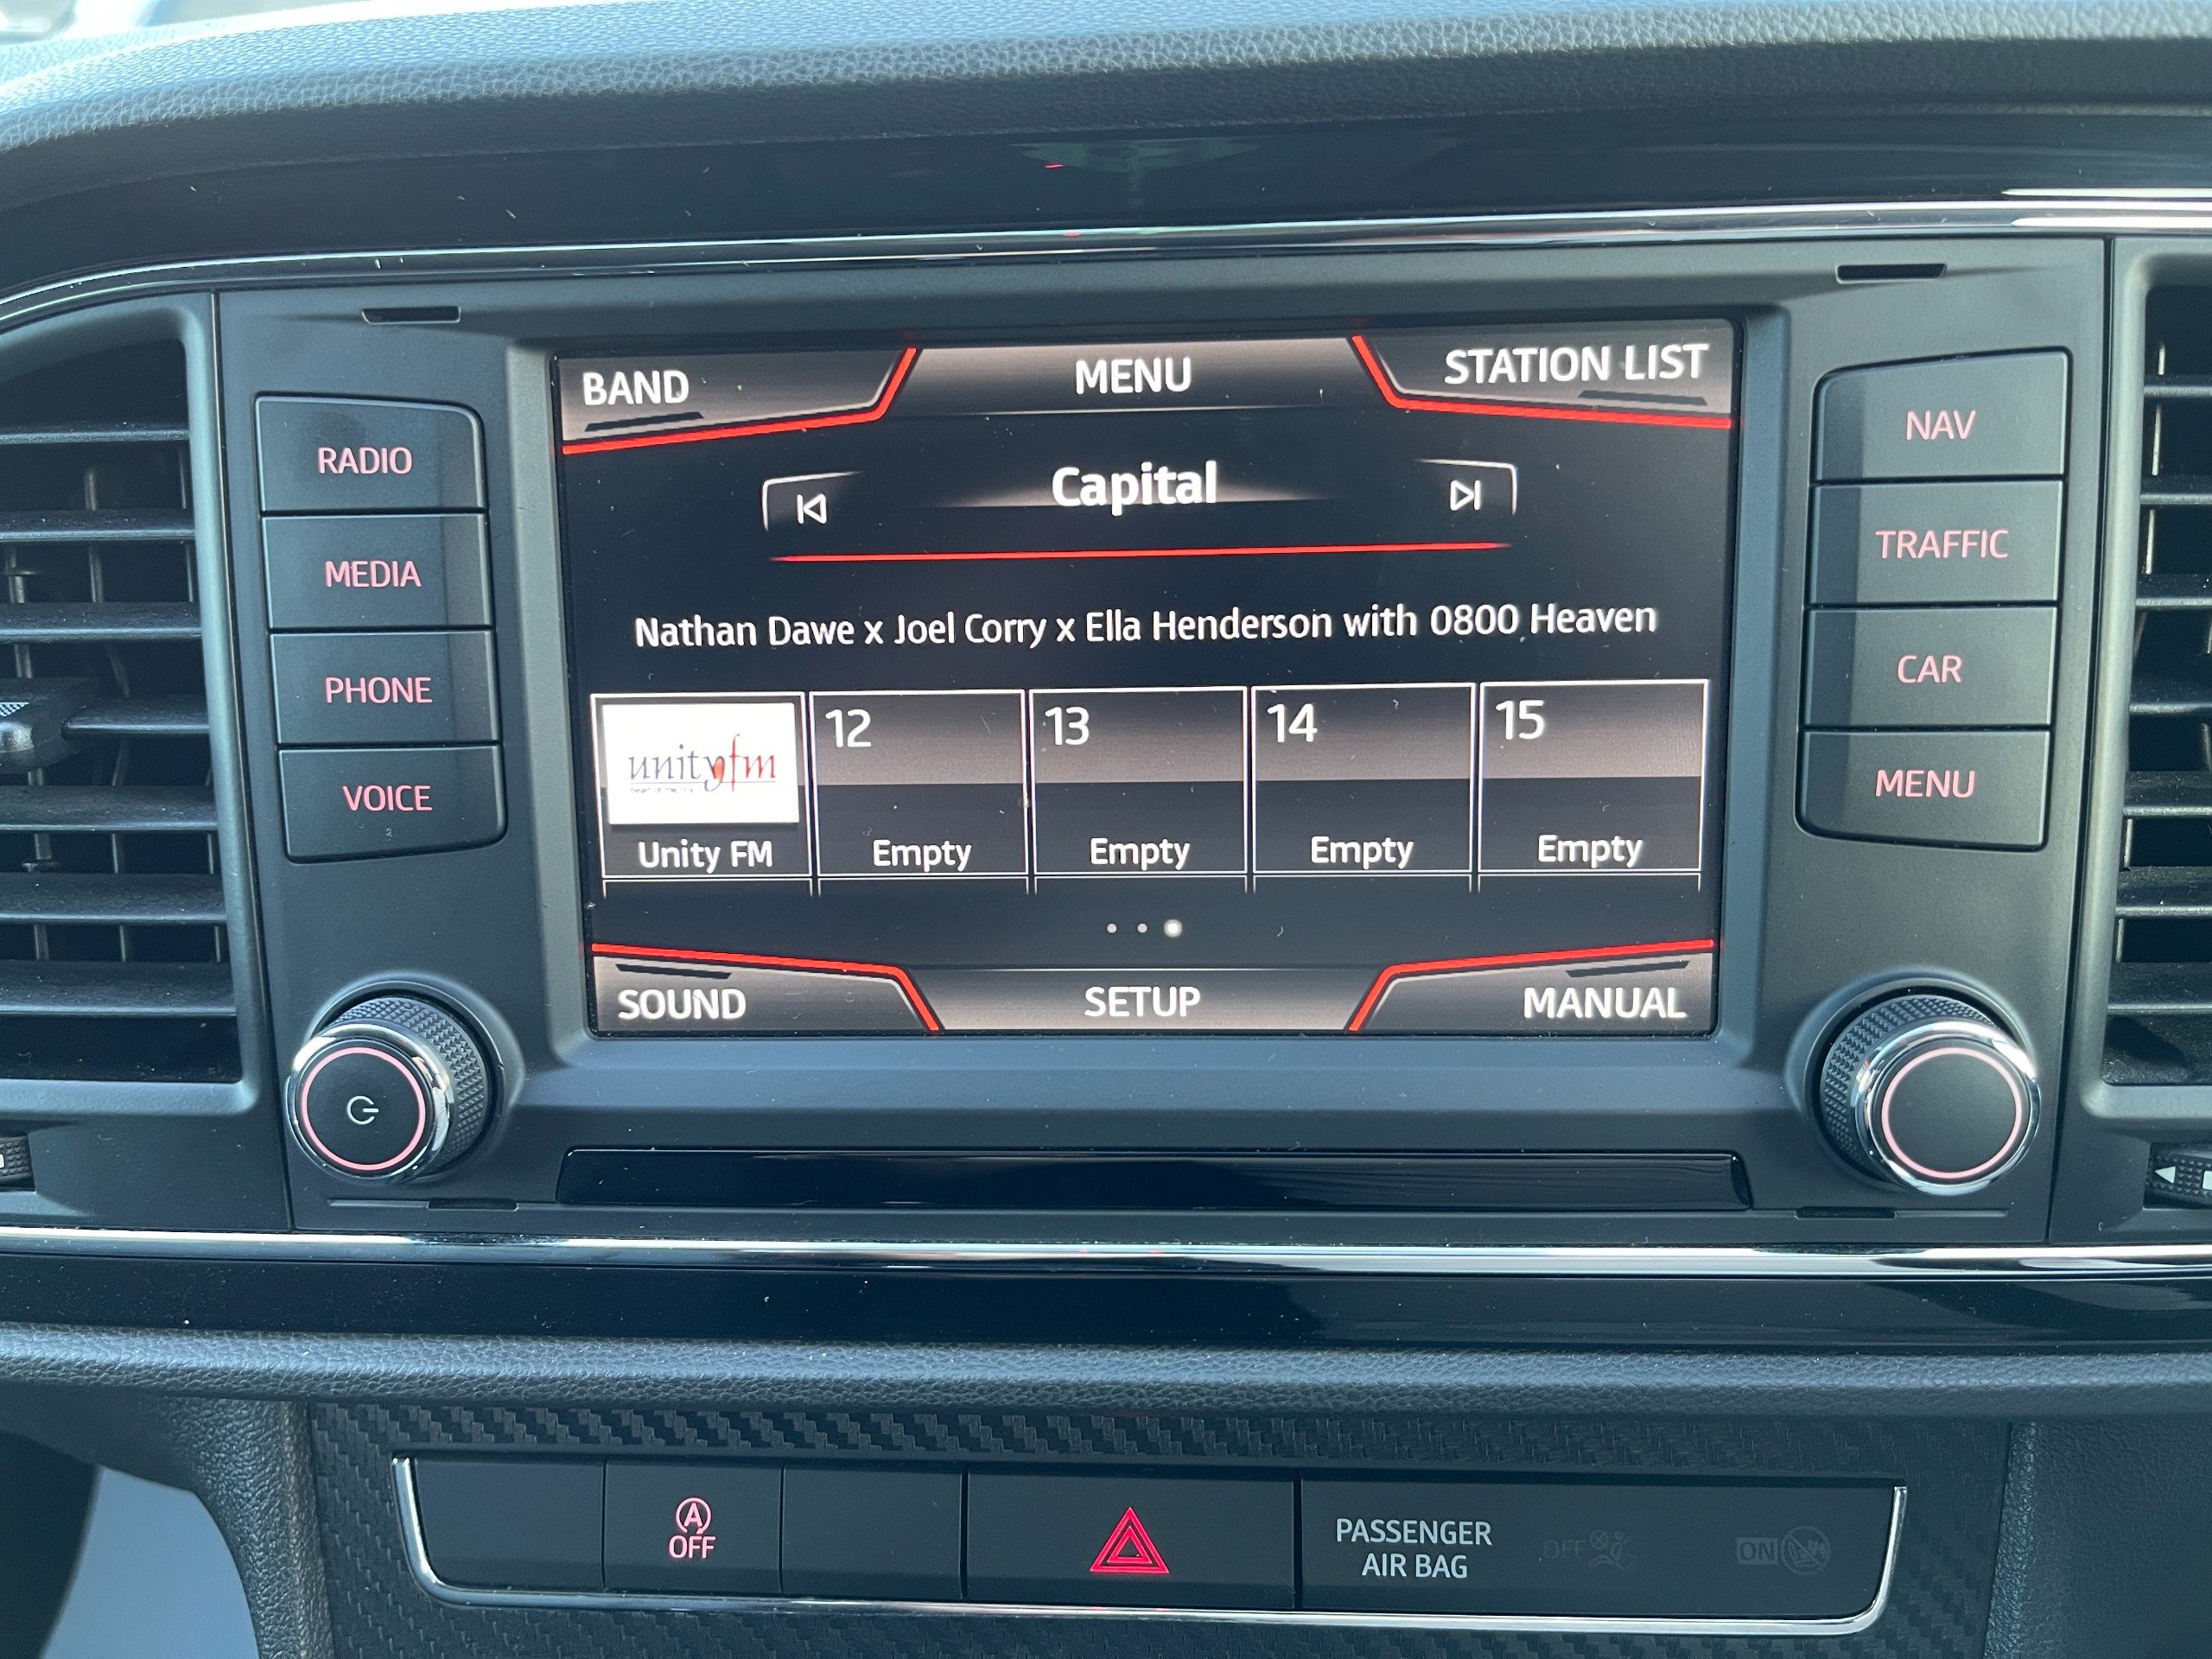 BAND
MENU
STATION LIST
RADIO
MEDIA
PHONE
VOICE
Capital
Nathan Dawe x Joel Corry x Ella Henderson with 0800 Heaven
unityfm
Unity FM
12
Empty
13
Empty
14
Empty
15
Empty
SOUND
SETUP
MANUAL
NAV
TRAFFIC
CAR
MENU
A
OFF
PASSENGER
AIR BAG
OFF
ON